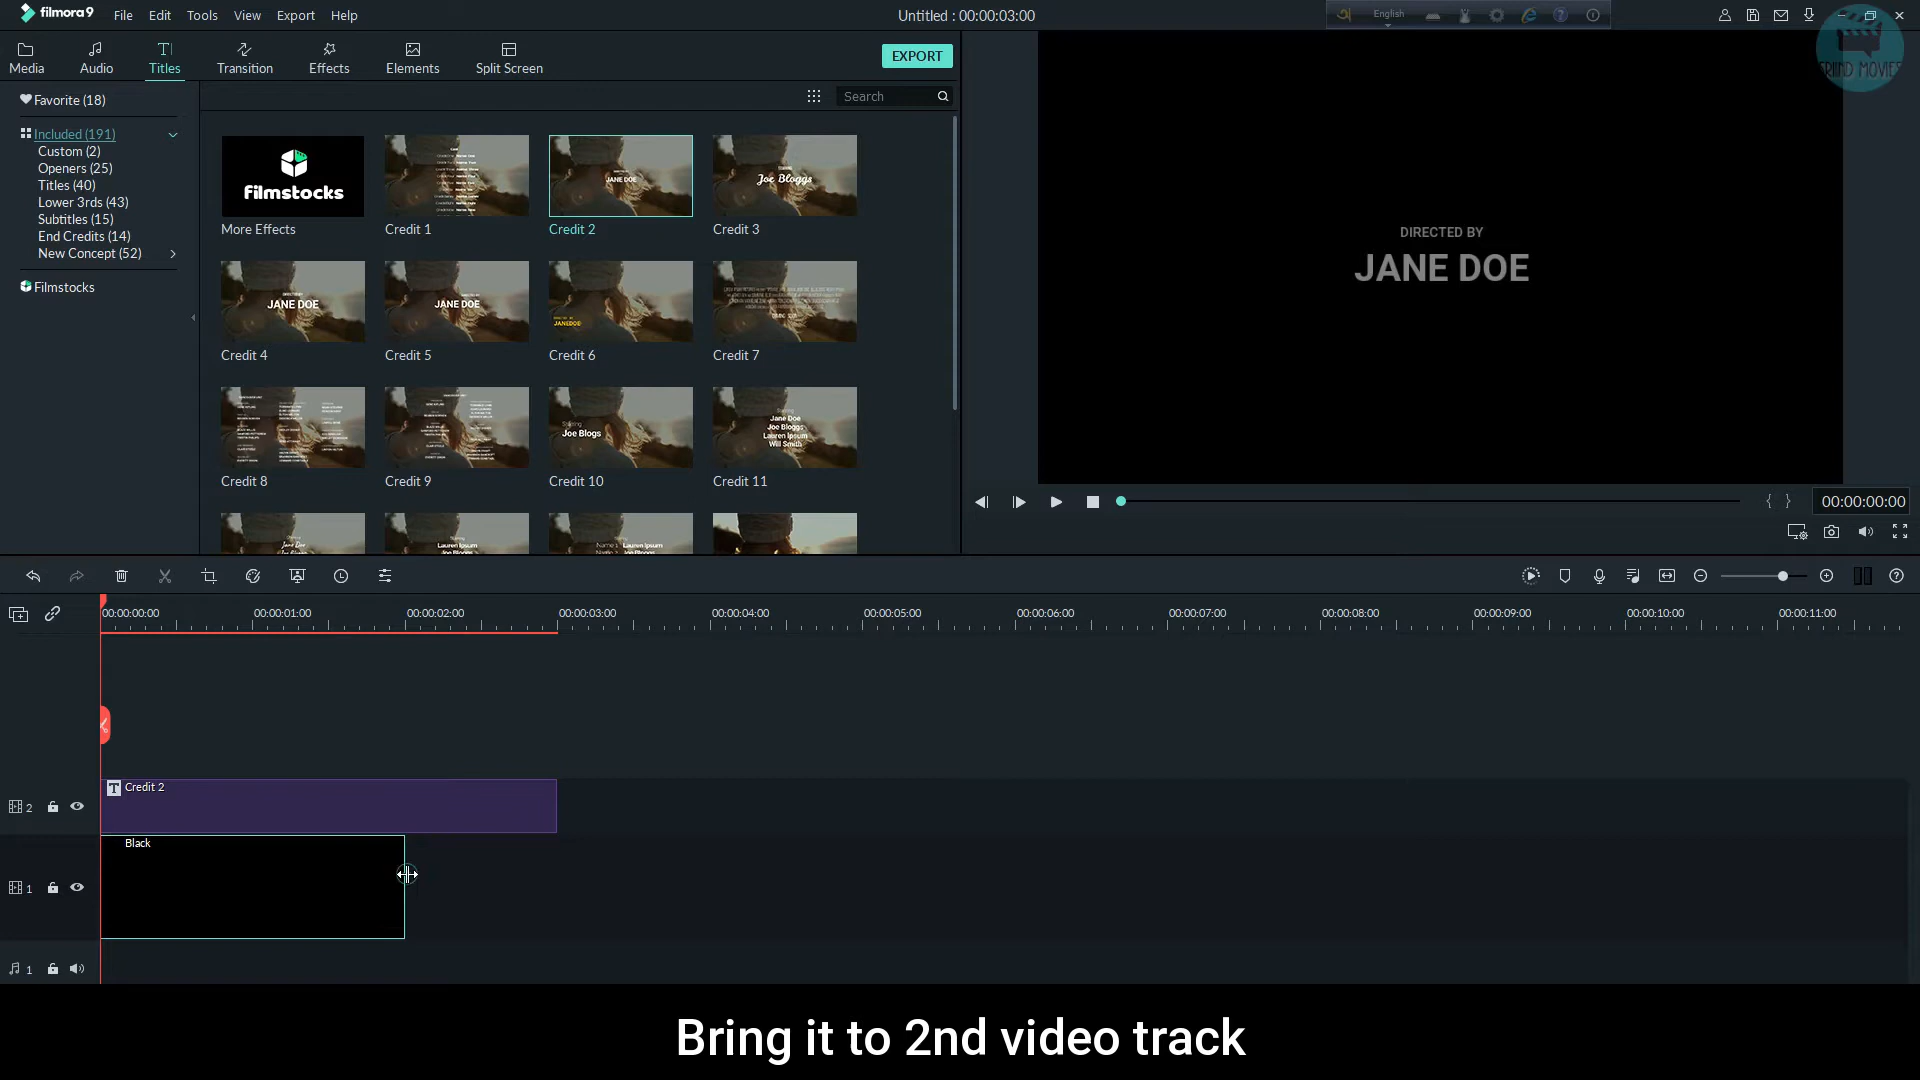 filmora9
File Edit Tools View Export Help
Untitled : 00:00:03:00
English
Media Audio Titles Transition Effects Elements Split Screen
EXPORT
Favorite (18)
Search
Included (191)
Custom (2)
Openers (25)
Titles (40)
Lower 3rds (43)
Subtitles (15)
End Credits (14)
New Concept (52)
Filmstocks
filmstocks
JANE DOE
Joe Bloggs
More Effects Credit 1 Credit 2 Credit 3
JANE DOE
JANE DOE
JANEDOE
Credit 4 Credit 5 Credit 6 Credit 7
Joe Blogs
Jane Doe
Joe Bloggs
Lauren Ipsum
Will Smith
Credit 8 Credit 9 Credit 10 Credit 11
DIRECTED BY
JANE DOE
00:00:00:00
00:00:00:00 00:00:01:00 00:00:02:00 00:00:03:00 00:00:04:00 00:00:05:00 00:00:06:00 00:00:07:00 00:00:08:00 00:00:09:00 00:00:10:00 00:00:11:00
Credit 2
2
Black
1
1
Bring it to 2nd video track